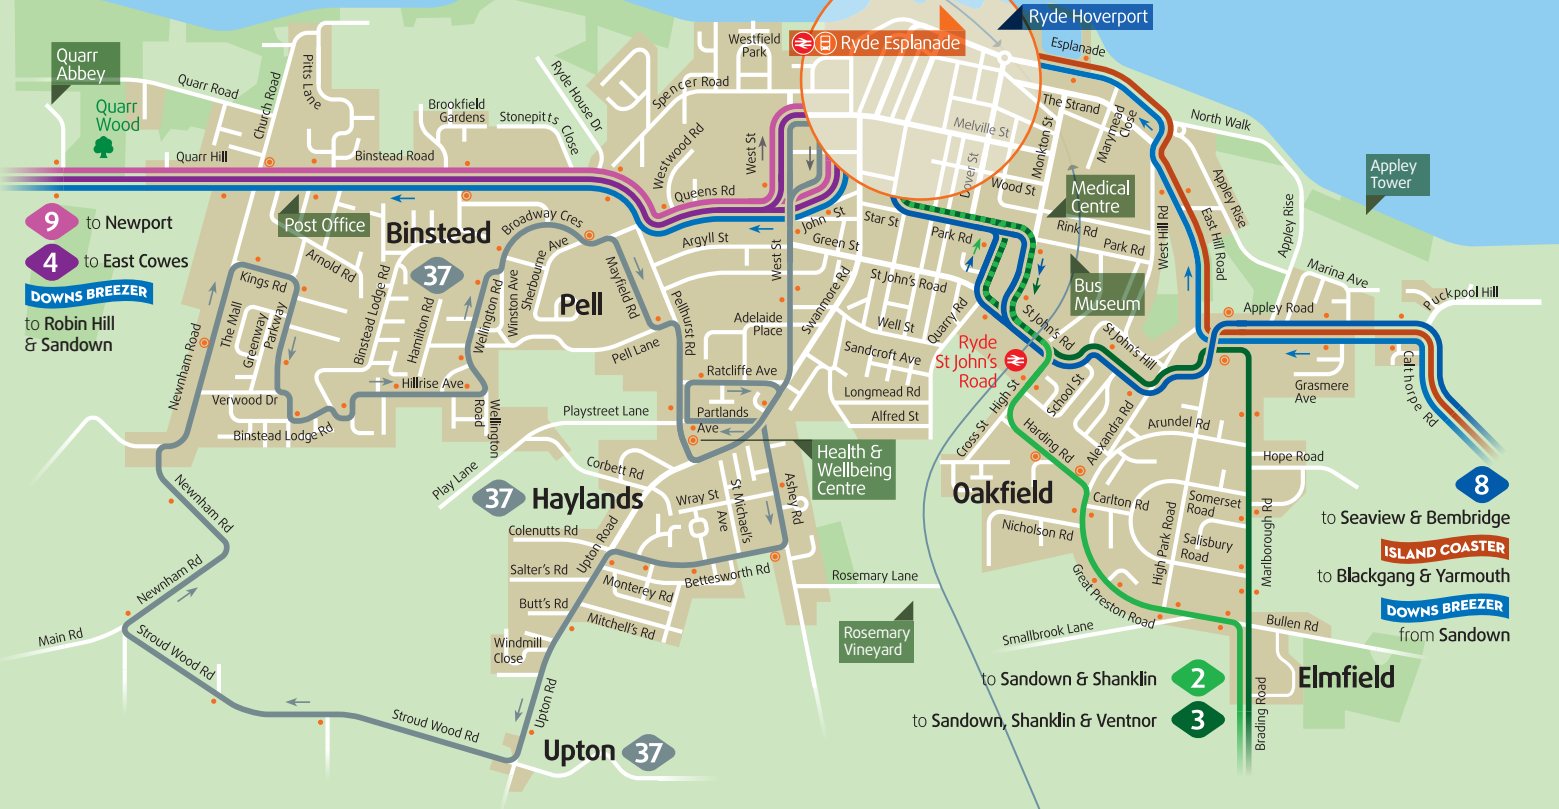 Ryde Hoverport
Ryde Esplanade
Esplanade
Quarr
Abbey
Quarr Road
Church Road
Pitts Lane
Quarr
Wood
Quarr Hill
Binstead Road
Brookfield
Gardens
Stonepitts Close
Ryde House Dr
Spencer Road
Westfield
Park
Westwood Rd
West St
Queens Rd
Melville St
Dover St
Monkton St
The Strand
Marymead
Close
North Walk
Wood St
Medical
Centre
Appley
Tower
Appley Rise
Appley Rise
9
to Newport
4
to East Cowes
DOWNS BREEZER
to Robin Hill
& Sandown
Post Office
Binstead
37
Broadway Cres
Argyll St
John St
Star St
Green St
Park Rd
Rink Rd
Park Rd
West Hill Rd
East Hill Road
Marina Ave
Puckpool Hill
Arnold Rd
Kings Rd
The Mall
Greenway
Parkway
Binstead Lodge Rd
Hamilton Rd
Wellington Rd
Winston Ave
Sherbourne Ave
Pell
Mayfield Rd
Pellhurst Rd
West St
Adelaide
Place
Swanmore Rd
St John's Road
Well St
Quarry Rd
Bus
Museum
St John's Rd
St John's Hill
Appley Road
Newnham Road
Pell Lane
Sandcroft Ave
Ryde
St John's
Road
Calthorpe Rd
Grasmere
Ave
Verwood Dr
Hillrise Ave
Ratcliffe Ave
Longmead Rd
High St
School St
Binstead Lodge Rd
Wellington
Road
Playstreet Lane
Partlands
Ave
Alfred St
Cross St
Harding Rd
Alexandra Rd
Arundel Rd
Play Lane
Corbett Rd
Health &
Wellbeing
Centre
Hope Road
37
Haylands
Wray St
St Michael's
Ave
Ashey Rd
Oakfield
Carlton Rd
Somerset
Road
8
to Seaview & Bembridge
ISLAND COASTER
to Blackgang & Yarmouth
DOWNS BREEZER
from Sandown
Newnham Rd
Colenutts Rd
Upton Road
Nicholson Rd
High Park Road
Salisbury
Road
Marlborough Rd
Newnham Rd
Salter's Rd
Monterey Rd
Bettesworth Rd
Rosemary Lane
Great Preston Road
Butt's Rd
Mitchell's Rd
Main Rd
Stroud Wood Rd
Windmill
Close
Rosemary
Vineyard
Smallbrook Lane
Bullen Rd
Elmfield
to Sandown & Shanklin
2
to Sandown, Shanklin & Ventnor
3
Brading Road
Upton Rd
Stroud Wood Rd
Upton
37